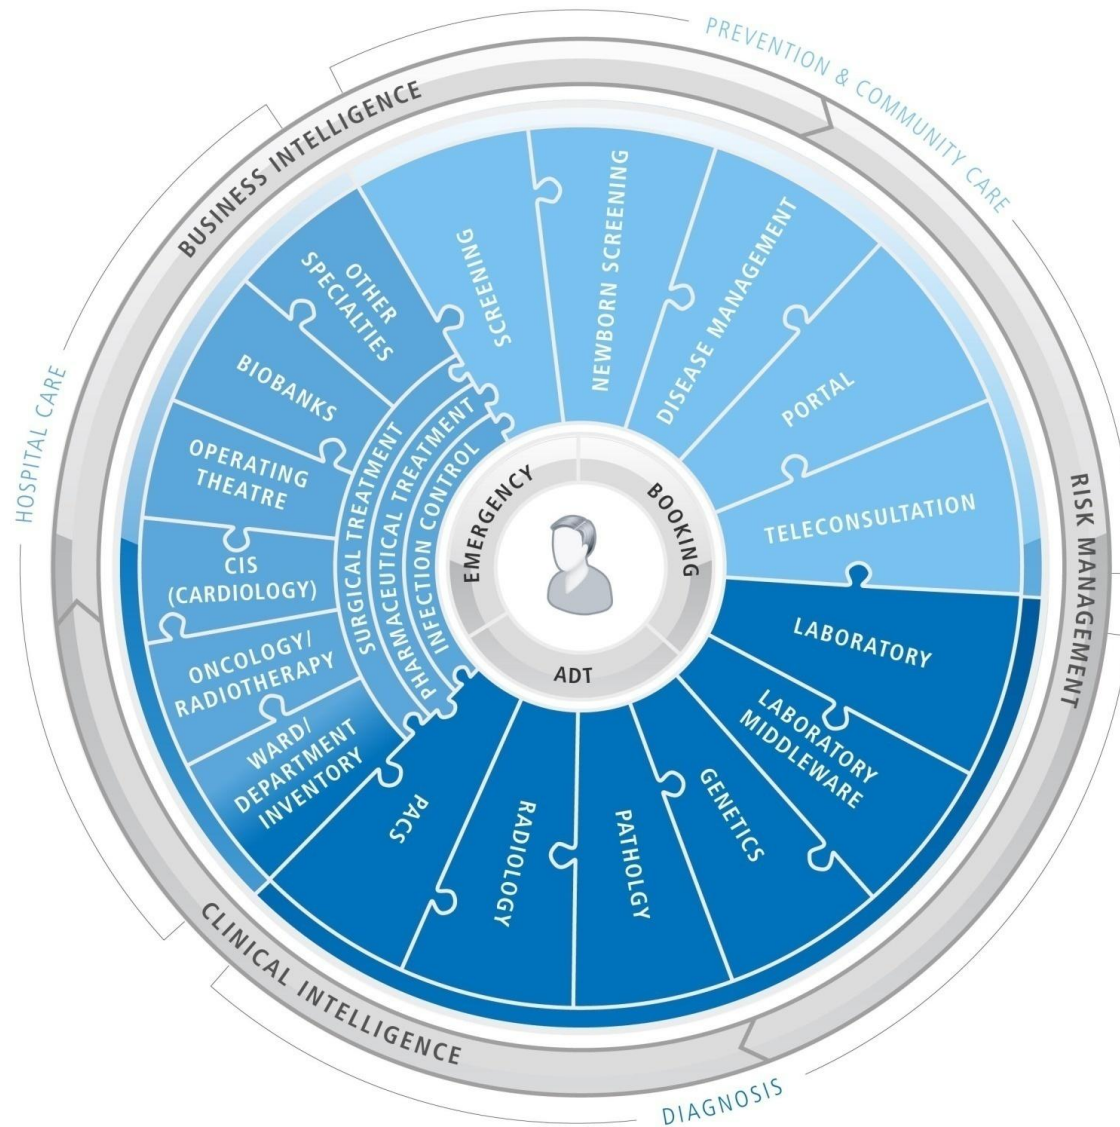 PREVENTION & COMMUNITY CARE
BUSINESS INTELLIGENCE
RISK MANAGEMENT
CLINICAL INTELLIGENCE
HOSPITAL CARE
DIAGNOSIS
SCREENING
NEWBORN SCREENING
DISEASE MANAGEMENT
PORTAL
TELECONSULTATION
LABORATORY
LABORATORY
MIDDLEWARE
GENETICS
PATHOLGY
RADIOLOGY
PACS
WARD/
DEPARTMENT
INVENTORY
ONCOLOGY/
RADIOTHERAPY
CIS
(CARDIOLOGY)
OPERATING
THEATRE
BIOBANKS
OTHER
SPECIALTIES
SURGICAL TREATMENT
PHARMACEUTICAL TREATMENT
INFECTION CONTROL
EMERGENCY
BOOKING
ADT